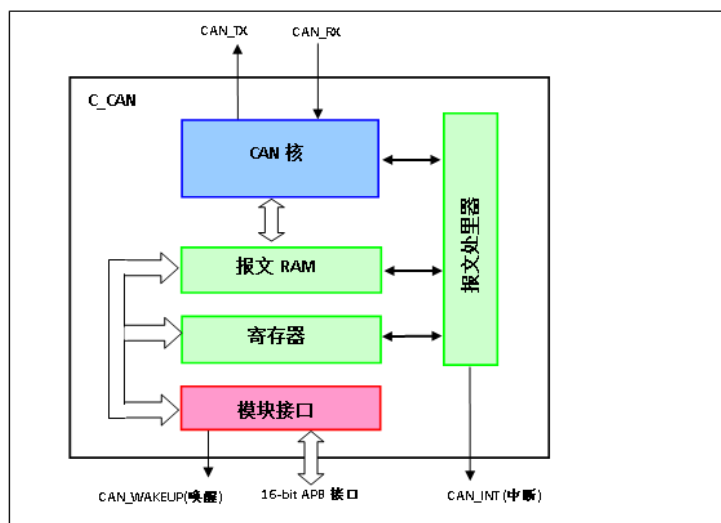 CAN_TX
CAN_RX
C_CAN
CAN 核
报文处理器
报文 RAM
寄存器
模块接口
CAN_WAKEUP(唤醒)
16-bit APB 接口
CAN_INT(中断)